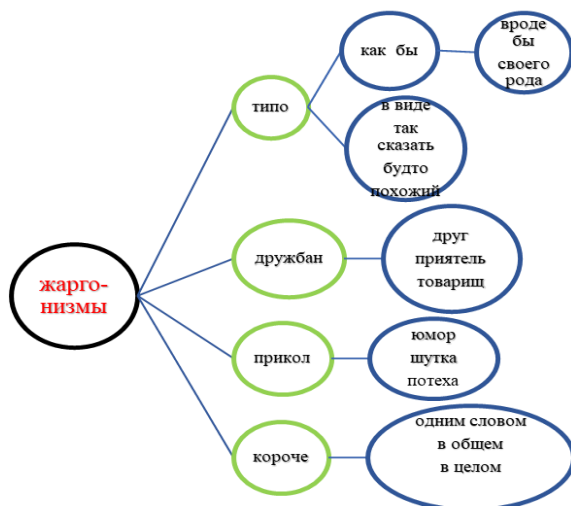 жарго-
низмы
типо
как бы
вроде
бы
своего
рода
в виде
так
сказать
будто
похожий
дружбан
друг
приятель
товарищ
прикол
юмор
шутка
потеха
короче
одним словом
в общем
в целом